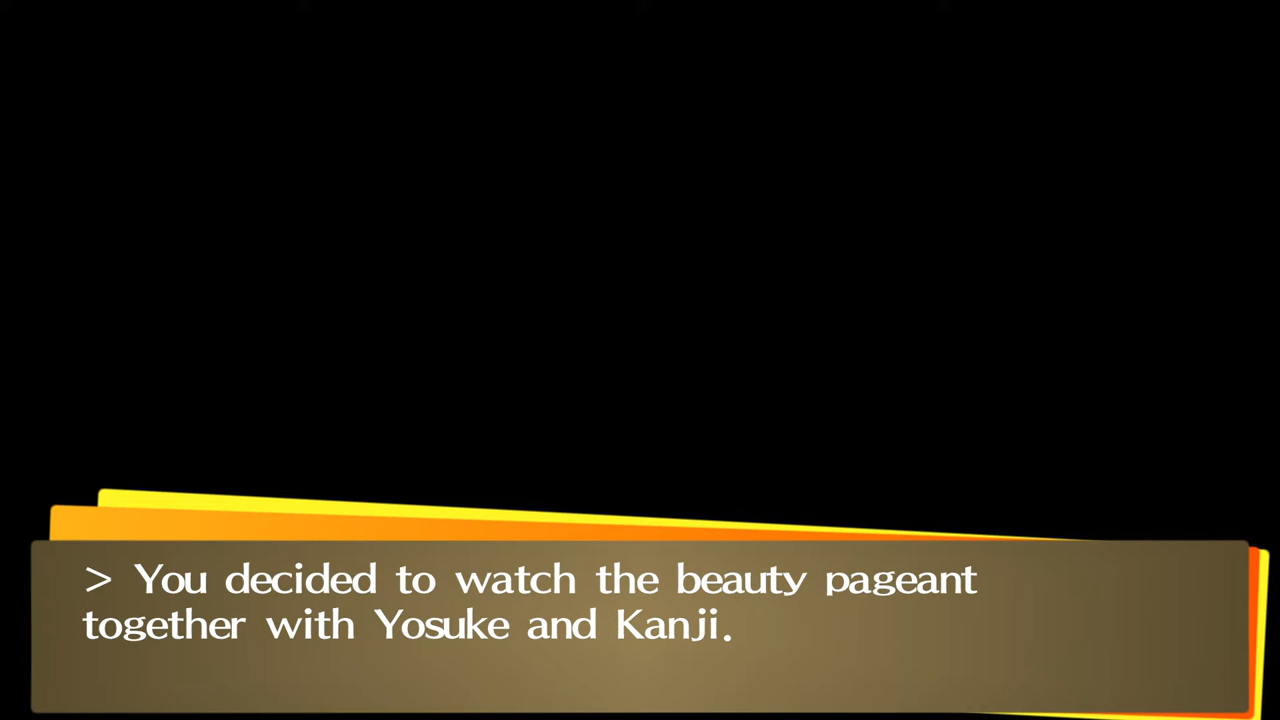 > You decided to watch the beauty pageant
together with Yosuke and Kanji.